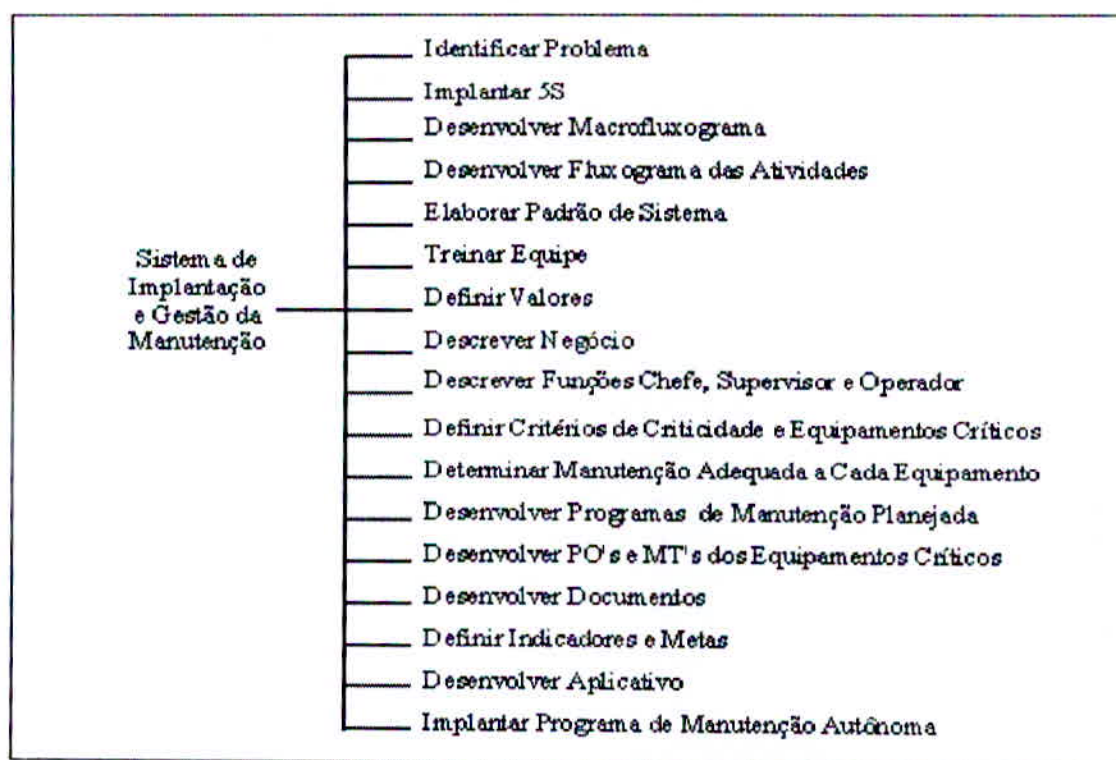 Identificar Problema
Implantar 5S
Desenvolver Macrofluxograma
Desenvolver Fluxograma das Atividades
Elaborar Padrão de Sistema
Treinar Equipe
Sistema de
Implantação
e Gestão da
Manutenção
Definir Valores
Descrever Negócio
Descrever Funções Chefe, Supervisor e Operador
Definir Critérios de Criticidade e Equipamentos Críticos
Determinar Manutenção Adequada a Cada Equipamento
Desenvolver Programas de Manutenção Planejada
Desenvolver PO's e MT's dos Equipamentos Críticos
Desenvolver Documentos
Definir Indicadores e Metas
Desenvolver Aplicativo
Implantar Programa de Manutenção Autônoma